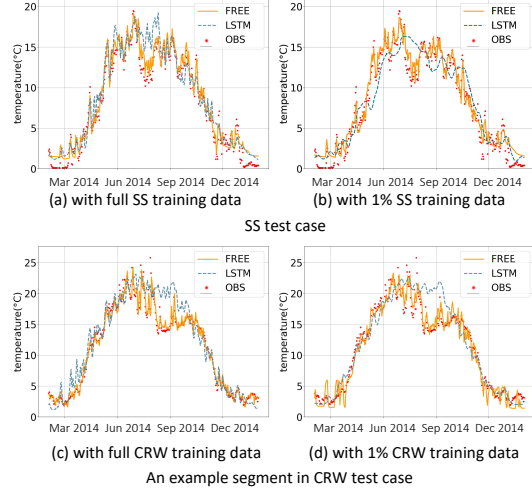 temperature(°C)
20
15
10
5
0
FREE
LSTM
OBS
Mar 2014 Jun 2014 Sep 2014 Dec 2014
(a) with full SS training data
temperature(°C)
20
15
10
5
0
FREE
LSTM
OBS
Mar 2014 Jun 2014 Sep 2014 Dec 2014
(b) with 1% SS training data
SS test case
temperature(°C)
25
20
15
10
5
0
FREE
LSTM
OBS
Mar 2014 Jun 2014 Sep 2014 Dec 2014
(c) with full CRW training data
temperature(°C)
25
20
15
10
5
0
FREE
LSTM
OBS
Mar 2014 Jun 2014 Sep 2014 Dec 2014
(d) with 1% CRW training data
An example segment in CRW test case